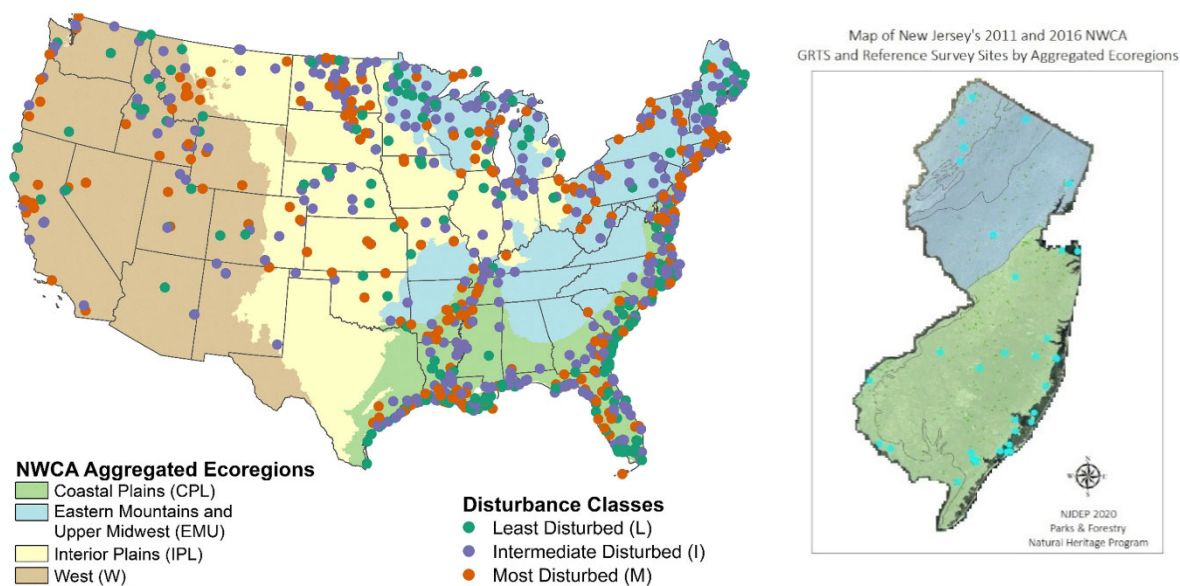 NWCA Aggregated Ecoregions
Coastal Plains (CPL)
Eastern Mountains and
Upper Midwest (EMU)
Interior Plains (IPL)
West (W)
Disturbance Classes
Least Disturbed (L)
Intermediate Disturbed (I)
Most Disturbed (M)
Map of New Jersey's 2011 and 2016 NWCA
GRTS and Reference Survey Sites by Aggregated Ecoregions
N
W
E
S
NJDEP 2020
Parks & Forestry
Natural Heritage Program